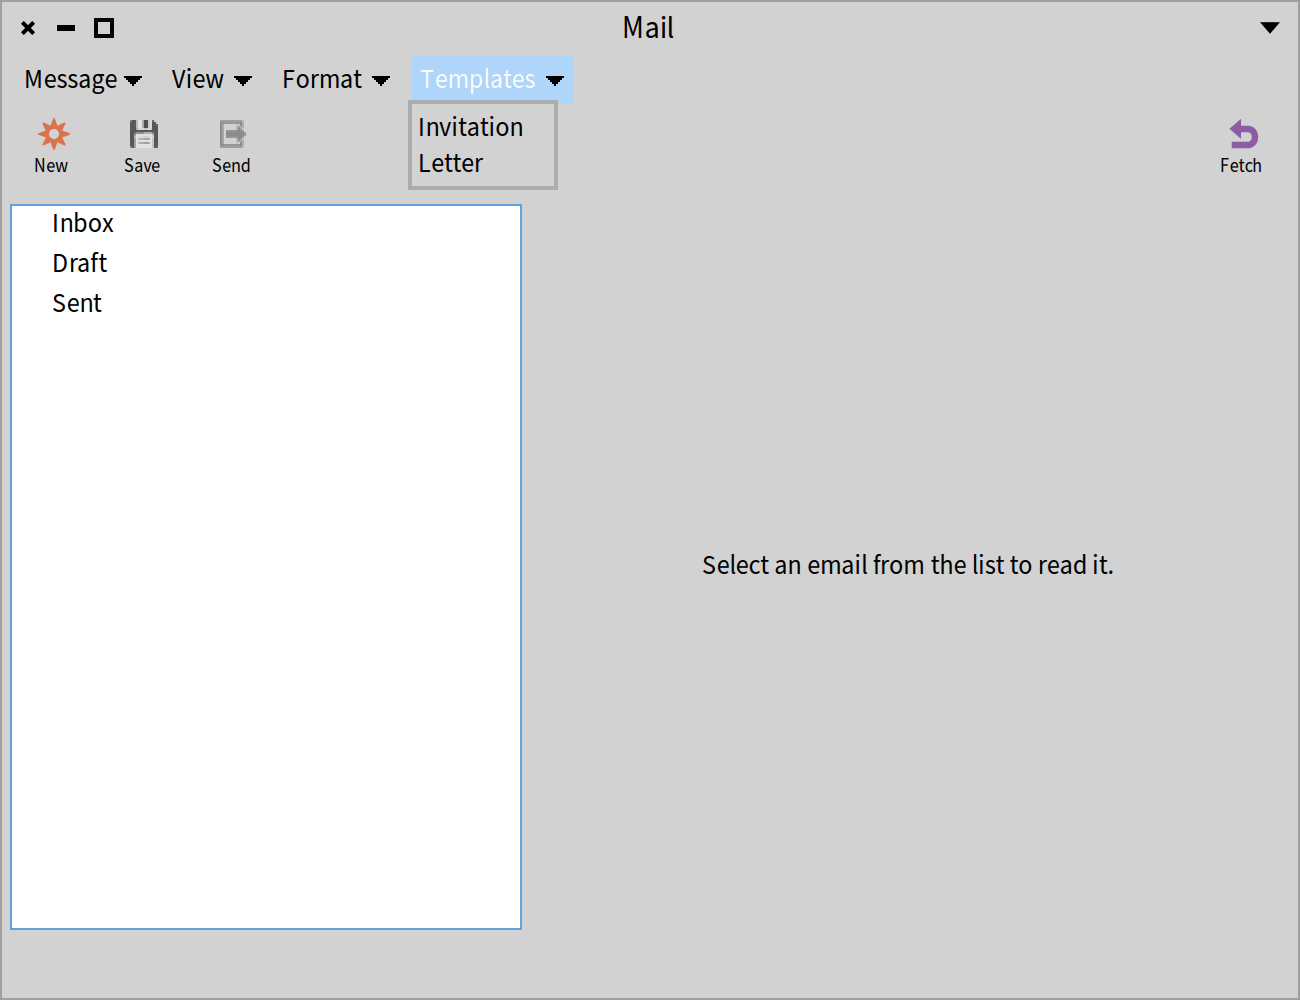 Mail
Message View Format Templates
Invitation
Letter
New Save Send Fetch
Inbox
Draft
Sent
Select an email from the list to read it.